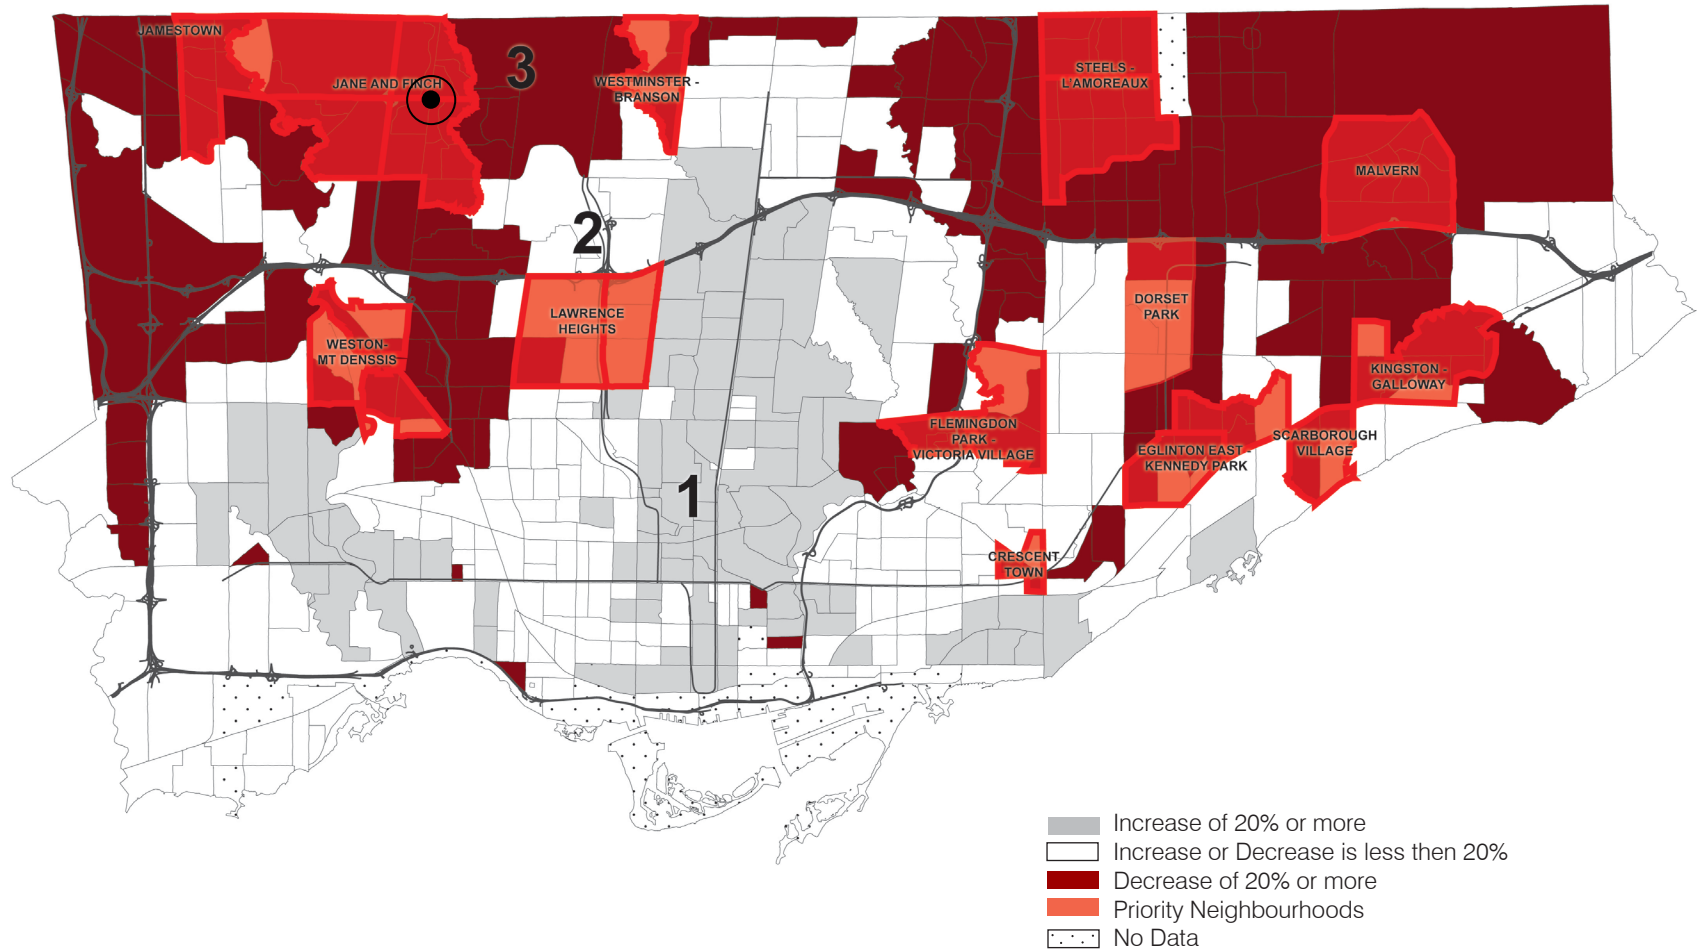 JAMESTOWN
JANE AND FINCH
3
WESTMINSTER -
BRANSON
STEELS -
L'AMOREAUX
MALVERN
2
LAWRENCE
HEIGHTS
DORSET
PARK
WESTON-
MT DENSSIS
KINGSTON -
GALLOWAY
FLEMINGDON
PARK -
VICTORIA VILLAGE
EGLINTON EAST-
KENNEDY PARK
SCARBOROUGH
VILLAGE
1
CRESCENT
TOWN
Increase of 20% or more
Increase or Decrease is less then 20%
Decrease of 20% or more
Priority Neighbourhoods
No Data